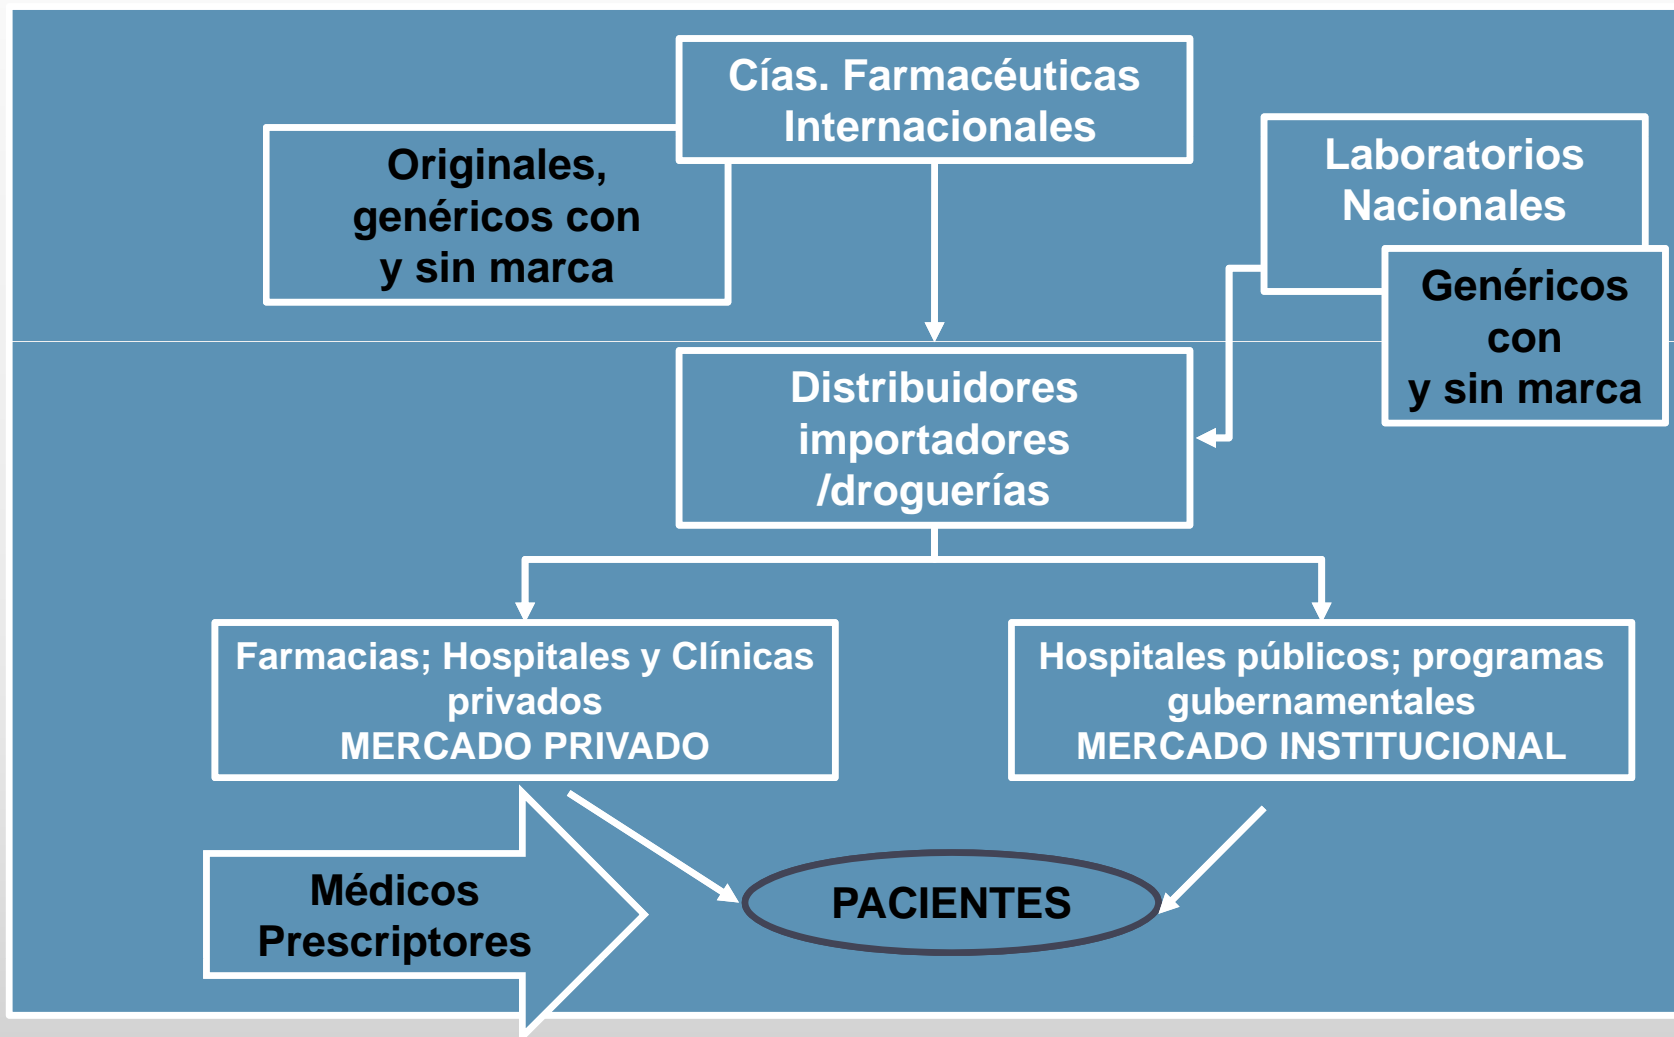 Cías. Farmacéuticas
Internacionales
Originales,
genéricos con
y sin marca
Laboratorios
Nacionales
Genéricos
con
y sin marca
Distribuidores
importadores
/droguerías
Farmacias; Hospitales y Clínicas
privados
MERCADO PRIVADO
Hospitales públicos; programas
gubernamentales
MERCADO INSTITUCIONAL
Médicos
Prescriptores
PACIENTES